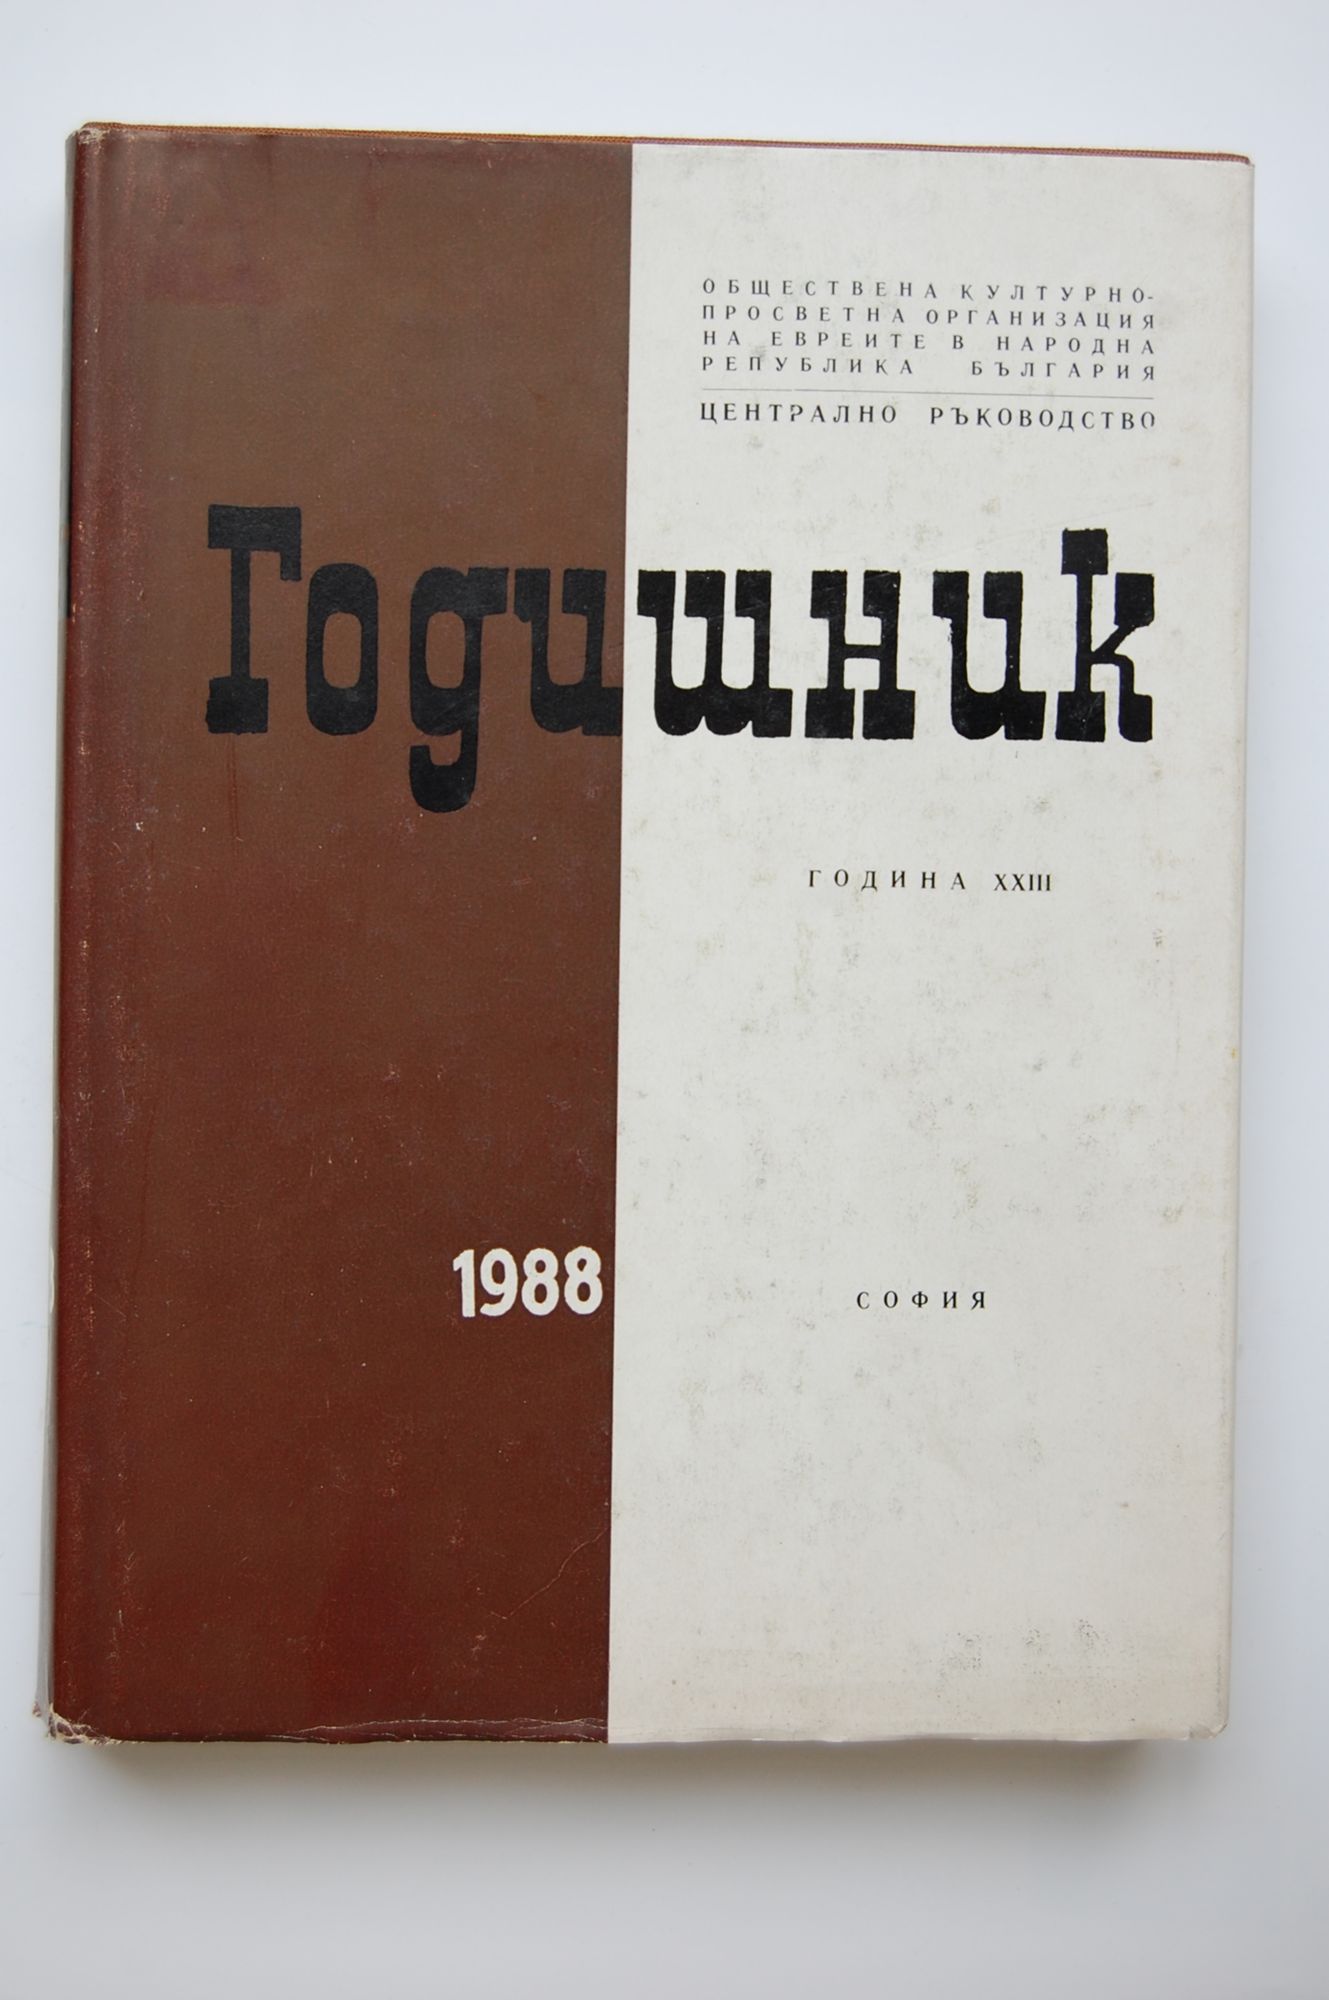 ОБЩЕСТВЕНА КУЛТУРНО-
ПРОСВЕТНА ОРГАНИЗАЦИЯ
НА ЕВРЕИТЕ В НАРОДНА
РЕПУБЛИКА БЪЛГАРИЯ
ЦЕНТРАЛНО РЪКОВОДСТВО
Годишник
ГОДИНА XXIII
1988
СОФИЯ